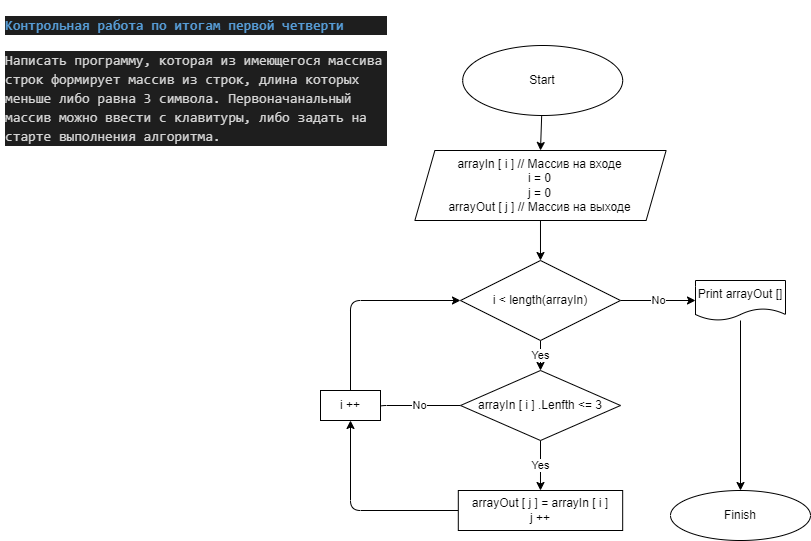 Контрольная работа по итогам первой четверти
Написать программу, которая из имеющегося массива
строк формирует массив из строк, длина которых
меньше либо равна 3 символа. Первоначанальный
массив можно ввести с клавитуры, либо задать на
старте выполнения алгоритма.
Start
arrayIn [ i ] // Массив на входе
i = 0
j = 0
arrayOut [ j ] // Массив на выходе
i < length(arrayIn)
No
Print arrayOut []
Yes
i ++
No
arrayIn [ i ] .Lenfth <= 3
Yes
arrayOut [ j ] = arrayIn [ i ]
j ++
Finish